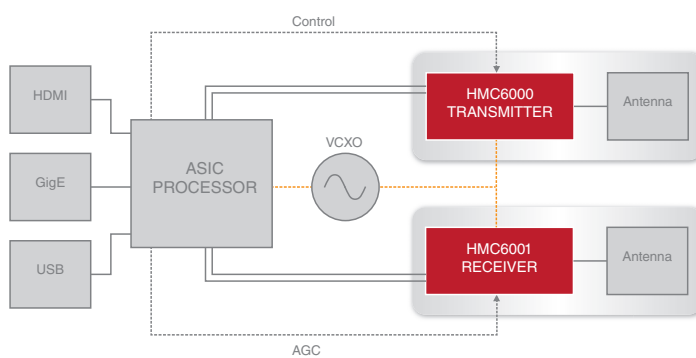 Control
HDMI
HMC6000
TRANSMITTER
Antenna
VCXO
ASIC
PROCESSOR
GigE
HMC6001
RECEIVER
Antenna
USB
AGC